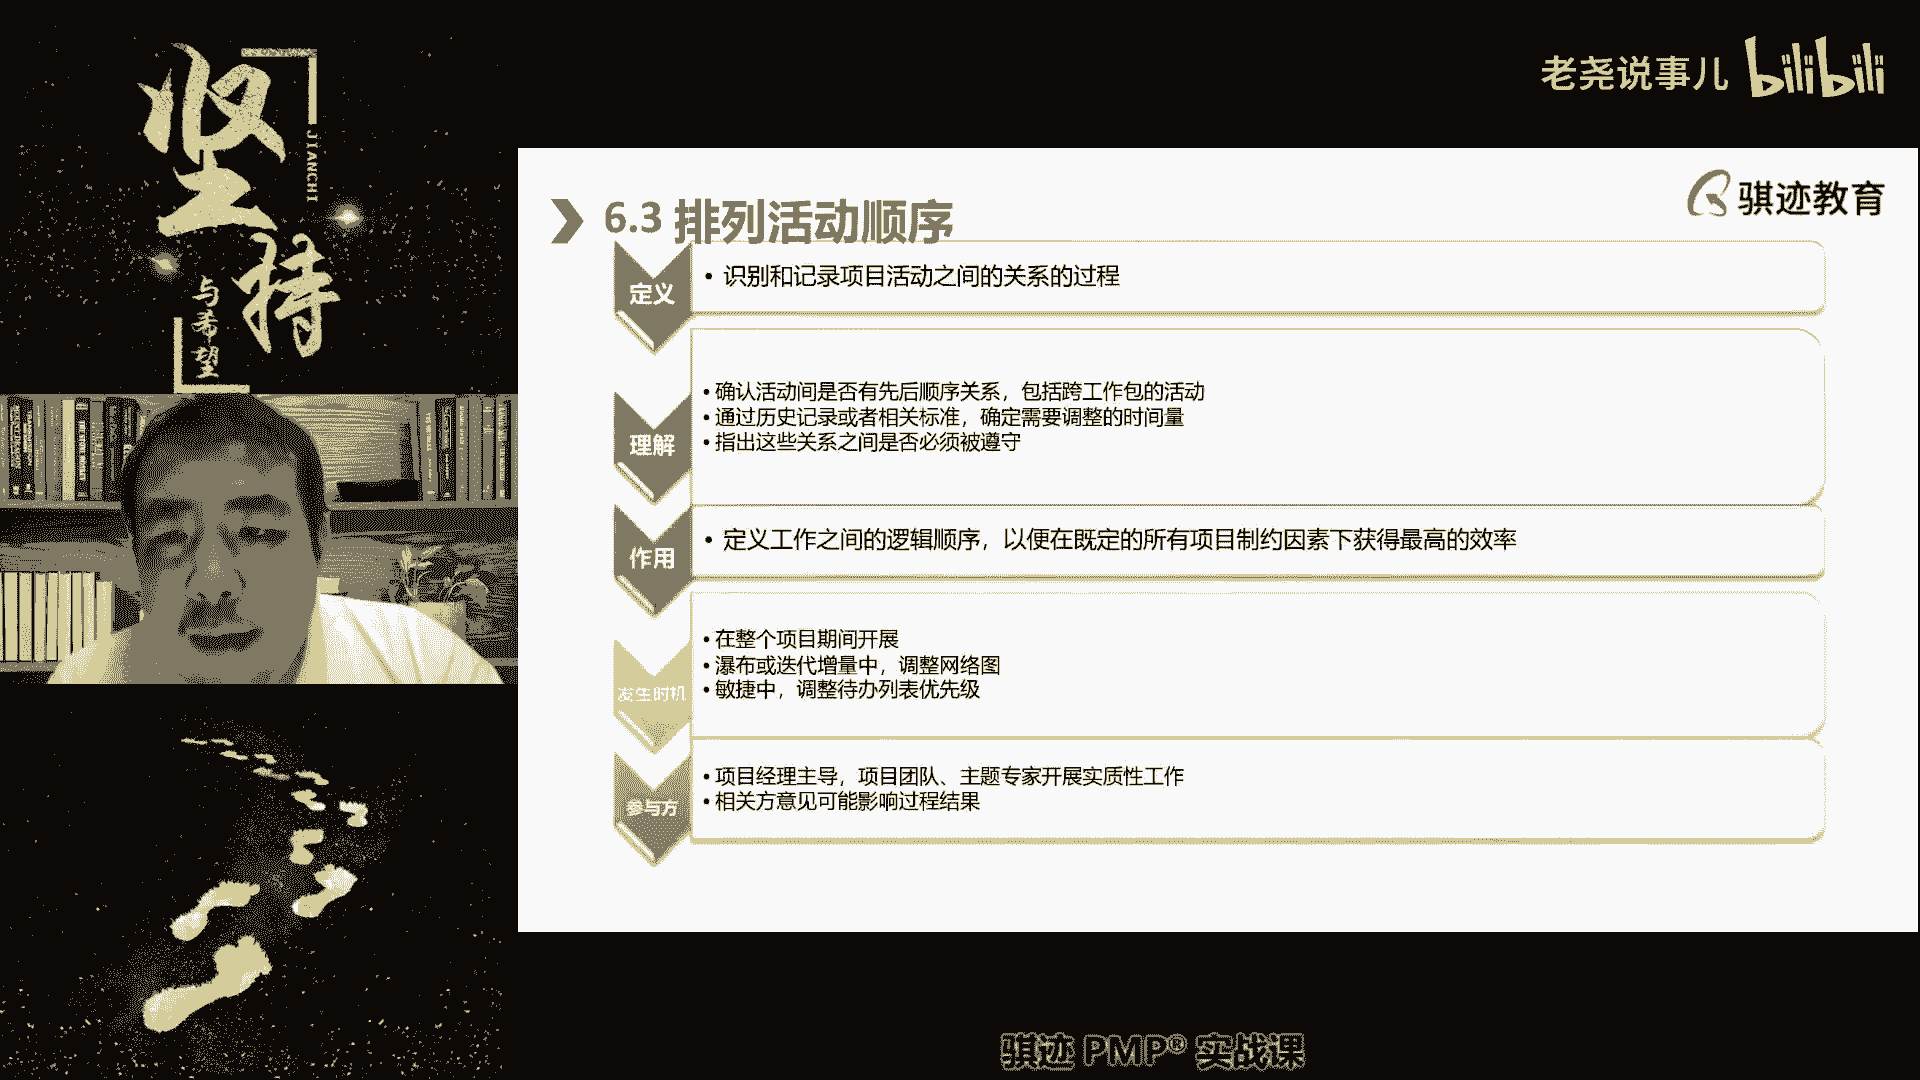 坚
持
JIANCHI
与希望
老尧说事儿 bilibili
骐迹教育
6.3 排列活动顺序
定义
• 识别和记录项目活动之间的关系的过程
理解
• 确认活动间是否有先后顺序关系，包括跨工作包的活动
• 通过历史记录或者相关标准，确定需要调整的时间量
• 指出这些关系之间是否必须被遵守
作用
• 定义工作之间的逻辑顺序，以便在既定的所有项目制约因素下获得最高的效率
发生时机
• 在整个项目期间开展
• 瀑布或迭代增量中，调整网络图
• 敏捷中，调整待办列表优先级
参与方
• 项目经理主导，项目团队、主题专家开展实质性工作
• 相关方意见可能影响过程结果
骐迹 PMP® 实战课